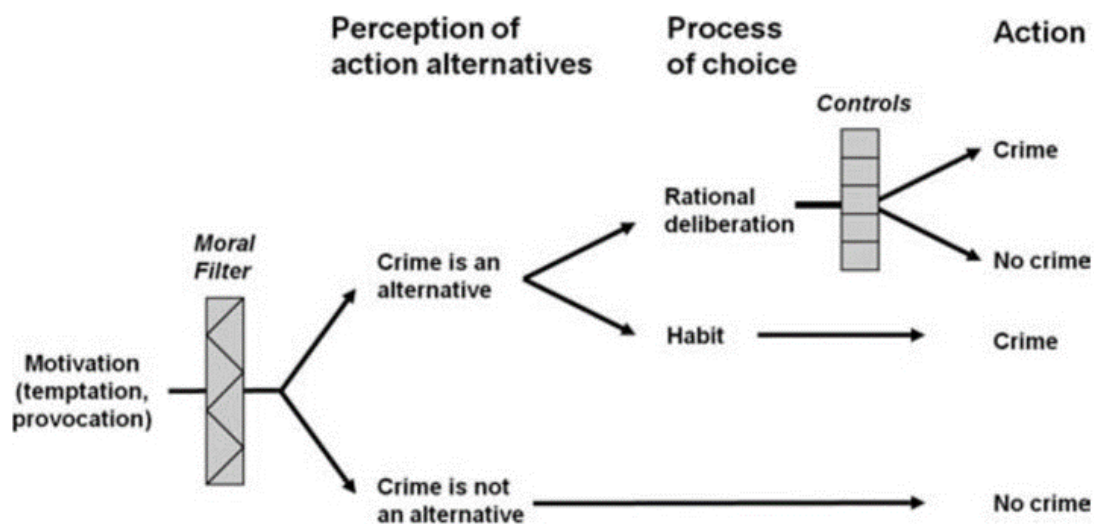 Perception of
action alternatives
Process
of choice
Action
Controls
Crime
Rational
deliberation
Moral
Filter
Crime is an
alternative
No crime
Habit
Crime
Motivation
(temptation,
provocation)
Crime is not
an alternative
No crime